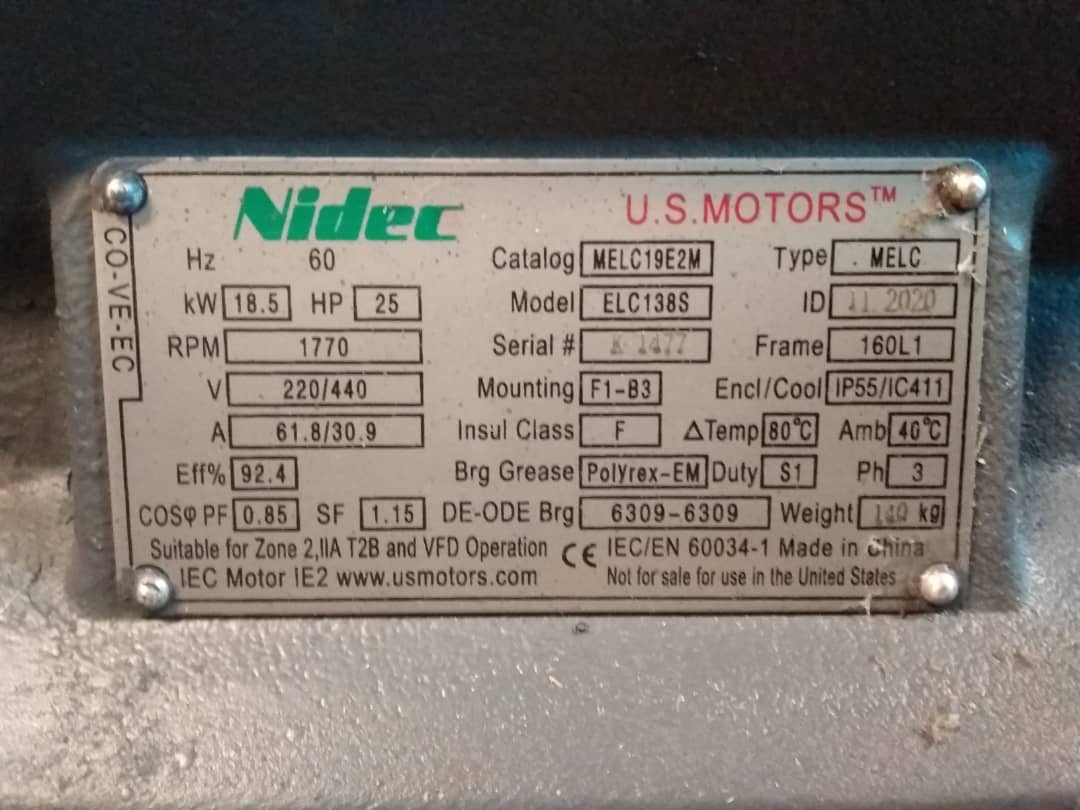 Nidec U.S.MOTORS™
CO-VE-EC
Hz 60 Catalog MELC19E2M Type MELC
kW 18.5 HP 25 Model ELC138S ID 11.2020
RPM 1770 Serial # 1477 Frame 160L1
V 220/440 Mounting F1-B3 Encl/Cool IP55/IC411
A 61.8/30.9 Insul Class F ΔTemp 80°C Amb 40°C
Eff% 92.4 Brg Grease Polyrex-EM Duty S1 Ph 3
COSφ PF 0.85 SF 1.15 DE-ODE Brg 6309-6309 Weight 140 kg
Suitable for Zone 2,IIA T2B and VFD Operation CE IEC/EN 60034-1 Made in China
IEC Motor IE2 www.usmotors.com Not for sale for use in the United States